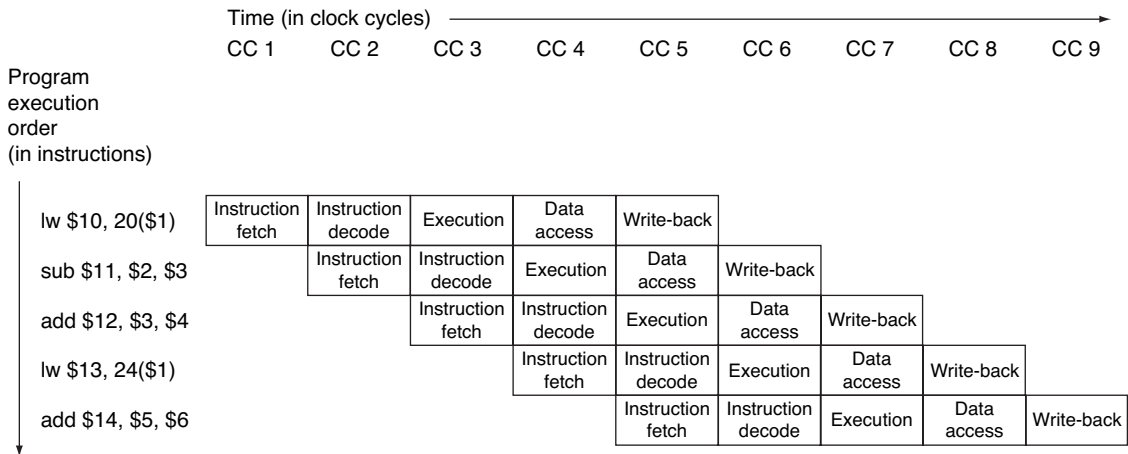 Time (in clock cycles)
CC 1 CC 2 CC 3 CC 4 CC 5 CC 6 CC 7 CC 8 CC 9
Program
execution
order
(in instructions)
lw $10, 20($1)
Instruction
fetch
Instruction
decode
Execution
Data
access
Write-back
sub $11, $2, $3
Instruction
fetch
Instruction
decode
Execution
Data
access
Write-back
add $12, $3, $4
Instruction
fetch
Instruction
decode
Execution
Data
access
Write-back
lw $13, 24($1)
Instruction
fetch
Instruction
decode
Execution
Data
access
Write-back
add $14, $5, $6
Instruction
fetch
Instruction
decode
Execution
Data
access
Write-back